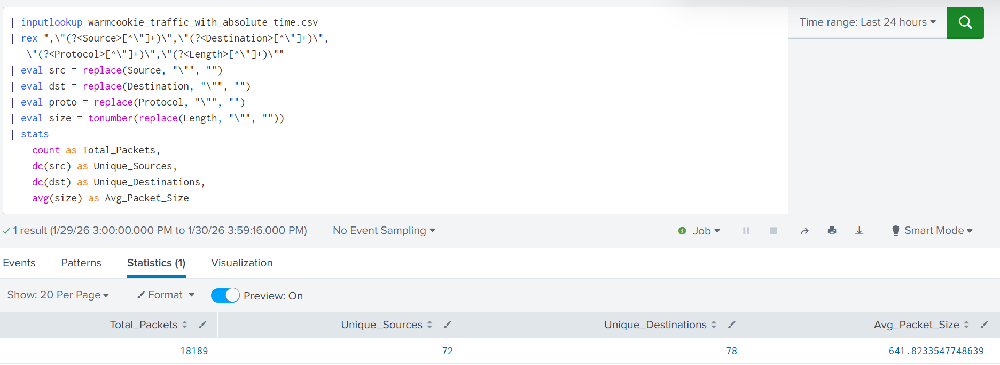 | inputlookup warmcookie_traffic_with_absolute_time.csv
| rex ",\"(?<Source>[^\"]+)\",\"(?<Destination>[^\"]+)\",
\"(?<Protocol>[^\"]+)\",\"(?<Length>[^\"]+)\""
| eval src = replace(Source, "\"", "")
| eval dst = replace(Destination, "\"", "")
| eval proto = replace(Protocol, "\"", "")
| eval size = tonumber(replace(Length, "\"", ""))
| stats
count as Total_Packets,
dc(src) as Unique_Sources,
dc(dst) as Unique_Destinations,
avg(size) as Avg_Packet_Size
Time range: Last 24 hours
1 result (1/29/26 3:00:00.000 PM to 1/30/26 3:59:16.000 PM) No Event Sampling Job Smart Mode
Events Patterns Statistics (1) Visualization
Show: 20 Per Page Format Preview: On
Total_Packets Unique_Sources Unique_Destinations Avg_Packet_Size
18189 72 78 641.8233547748639